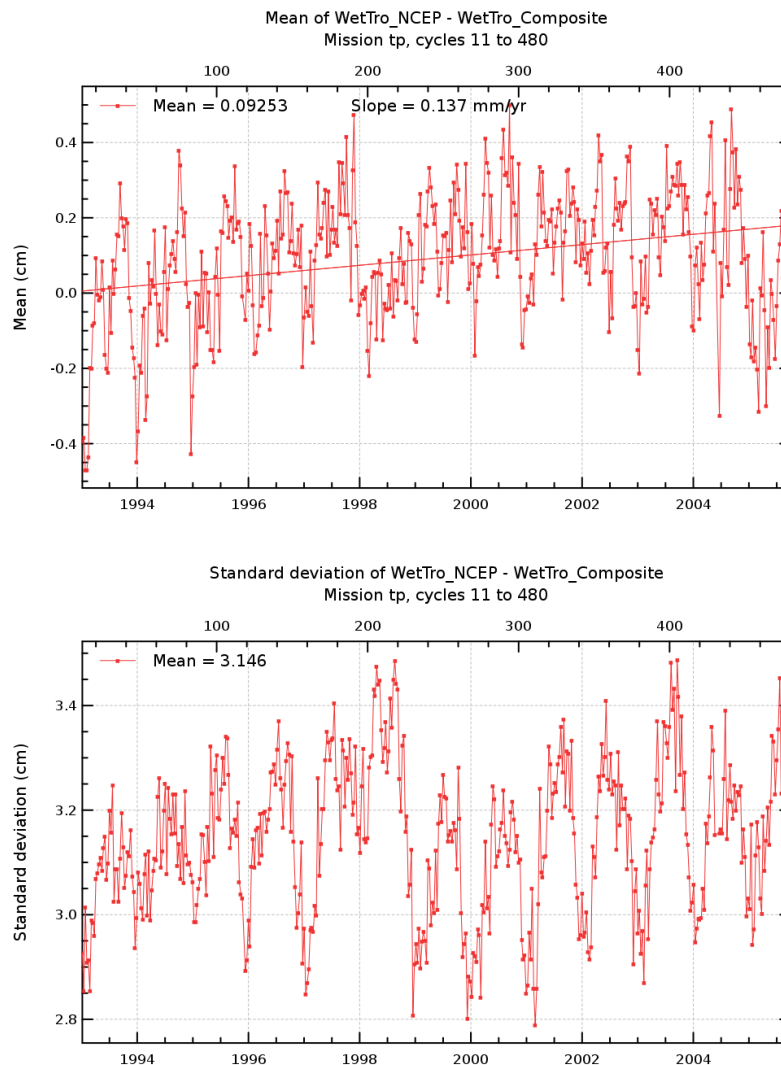 Mean of WetTro_NCEP - WetTro_Composite
Mission tp, cycles 11 to 480
100 200 300 400
Mean = 0.09253 Slope = 0.137 mm/yr
Mean (cm)
0.4
0.2
0.0
-0.2
-0.4
1994 1996 1998 2000 2002 2004
Standard deviation of WetTro_NCEP - WetTro_Composite
Mission tp, cycles 11 to 480
100 200 300 400
Mean = 3.146
Standard deviation (cm)
3.4
3.2
3.0
2.8
1994 1996 1998 2000 2002 2004